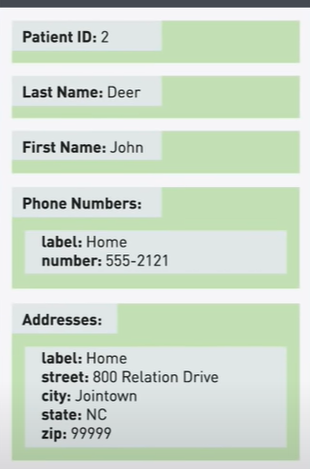 Patient ID: 2
Last Name: Deer
First Name: John
Phone Numbers:
label: Home
number: 555-2121
Addresses:
label: Home
street: 800 Relation Drive
city: Jointown
state: NC
zip: 99999